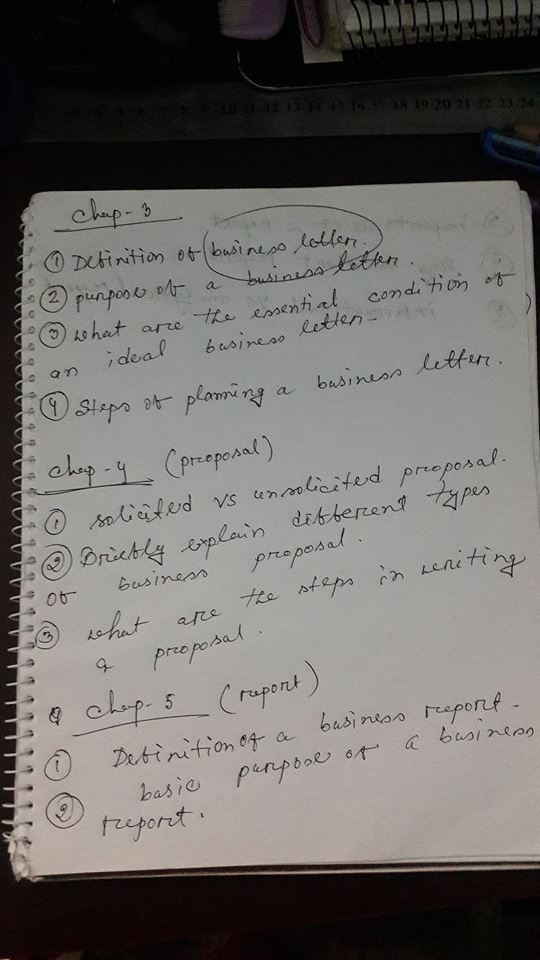 Chap-3
① Definition of business letter.
② purpose of a business letter.
③ what are the essential condition of
an ideal business letter-
④ Steps of planning a business letter.
Chap-4 (proposal)
① solicited vs unsolicited proposal.
② Briefly explain different types
of business proposal.
③ what are the steps in writing
a proposal.
Chap-5 (report)
① Definition of a business report-
② basic purpose of a business
report.
6 7 8 9 10 11 12 13 14 15 16 17 18 19 20 21 22 23 24